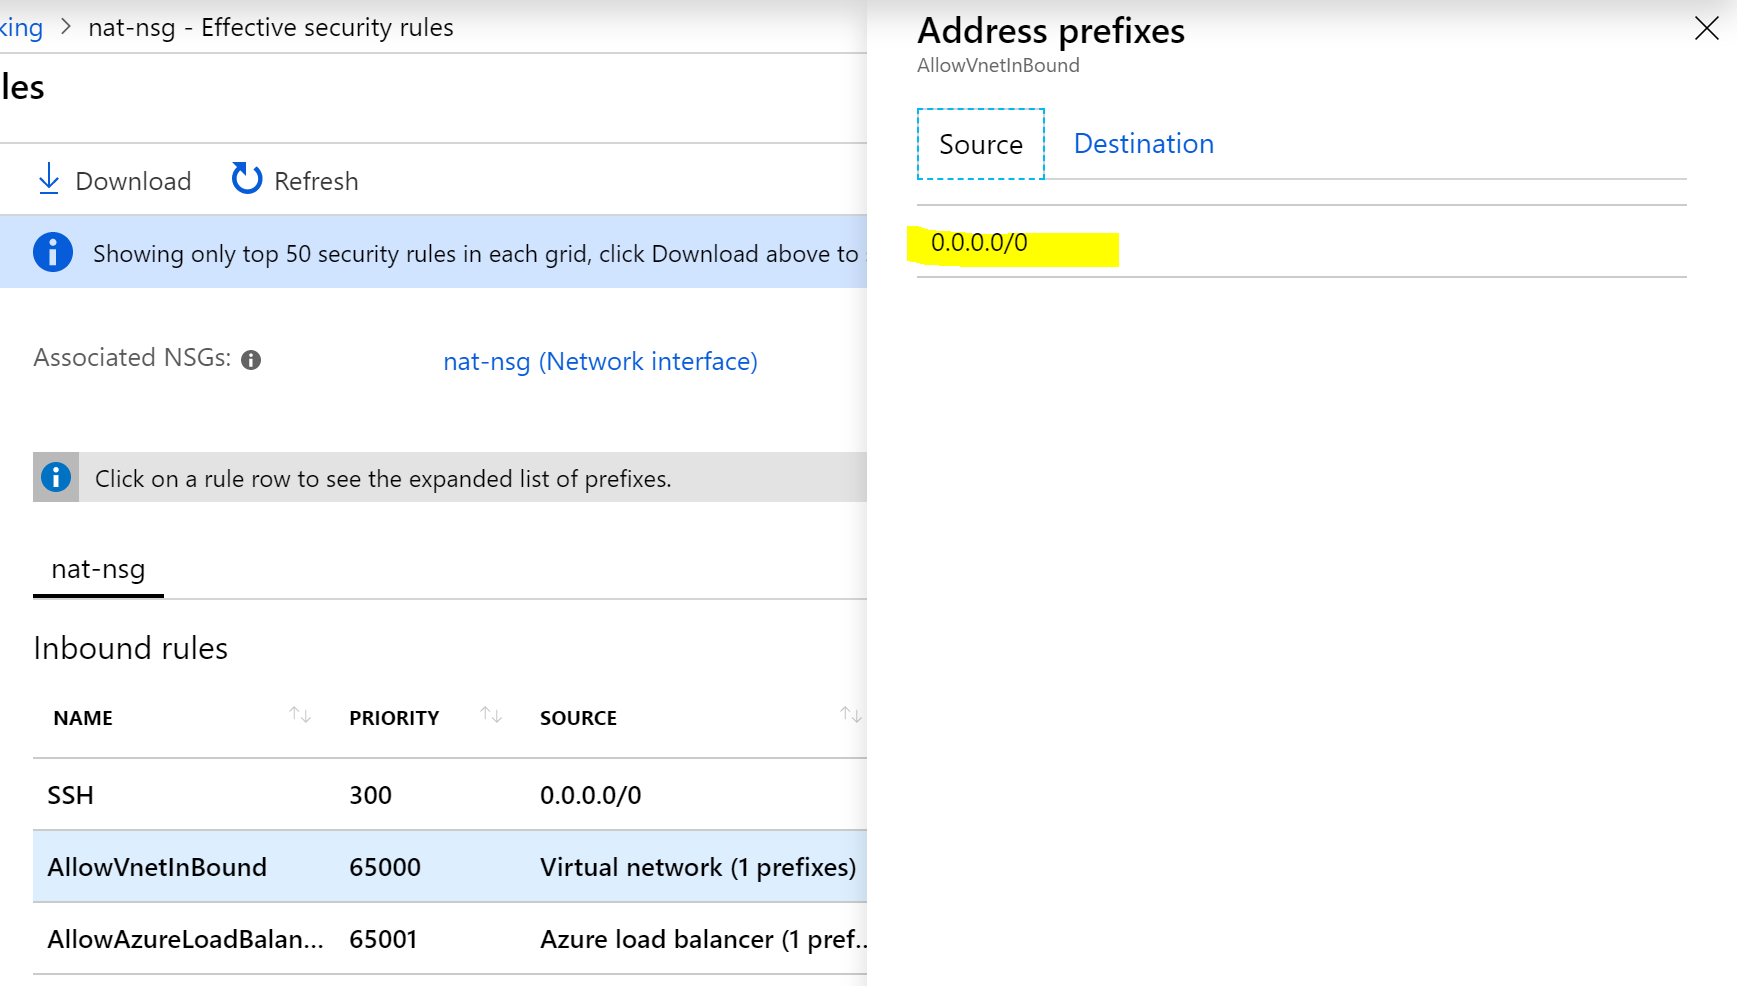 king > nat-nsg - Effective security rules
les
Download Refresh
Showing only top 50 security rules in each grid, click Download above to
Associated NSGs: nat-nsg (Network interface)
Click on a rule row to see the expanded list of prefixes.
nat-nsg
Inbound rules
NAME PRIORITY SOURCE
SSH 300 0.0.0.0/0
AllowVnetInBound 65000 Virtual network (1 prefixes)
AllowAzureLoadBalan... 65001 Azure load balancer (1 pref..
Address prefixes
AllowVnetInBound
Source Destination
0.0.0.0/0